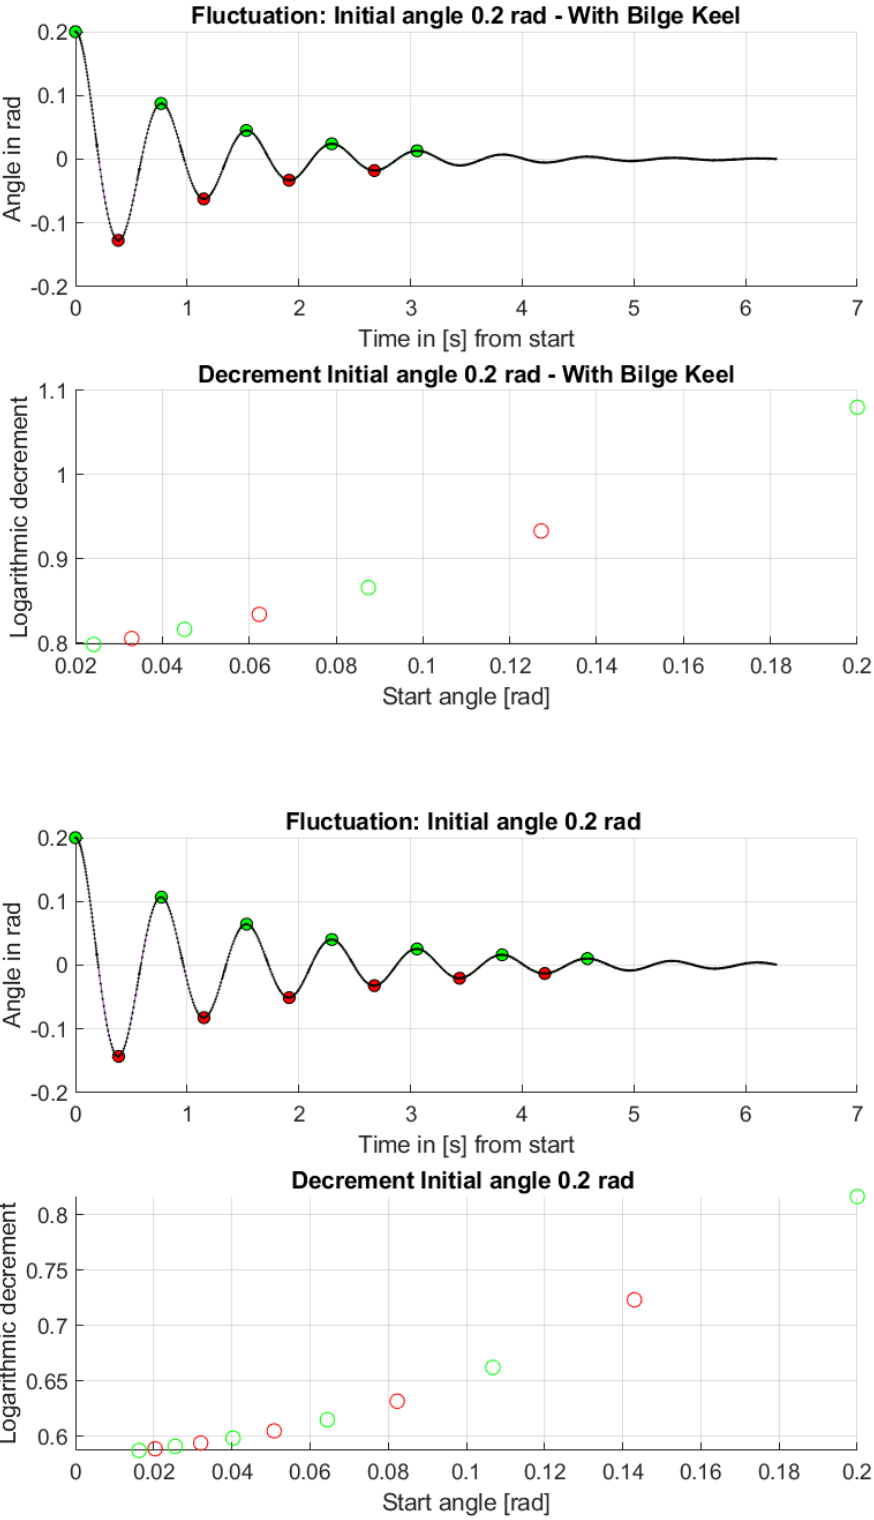 Fluctuation: Initial angle 0.2 rad - With Bilge Keel
Angle in rad
0.2
0.1
0
-0.1
-0.2
0 1 2 3 4 5 6 7
Time in [s] from start
Decrement Initial angle 0.2 rad - With Bilge Keel
Logarithmic decrement
1.1
1
0.9
0.8
0.02 0.04 0.06 0.08 0.1 0.12 0.14 0.16 0.18 0.2
Start angle [rad]
Fluctuation: Initial angle 0.2 rad
Angle in rad
0.2
0.1
0
-0.1
-0.2
0 1 2 3 4 5 6 7
Time in [s] from start
Decrement Initial angle 0.2 rad
Logarithmic decrement
0.8
0.75
0.7
0.65
0.6
0 0.02 0.04 0.06 0.08 0.1 0.12 0.14 0.16 0.18 0.2
Start angle [rad]